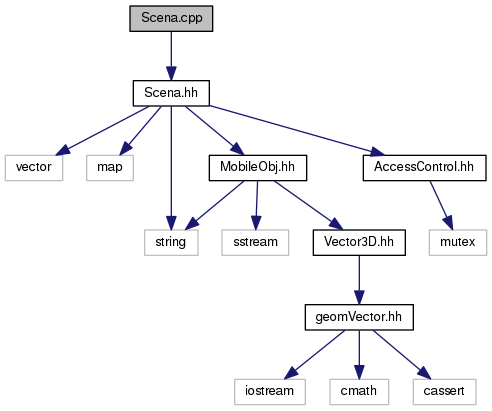 Scena.cpp
Scena.hh
vector
map
MobileObj.hh
AccessControl.hh
string
sstream
Vector3D.hh
mutex
geomVector.hh
iostream
cmath
cassert